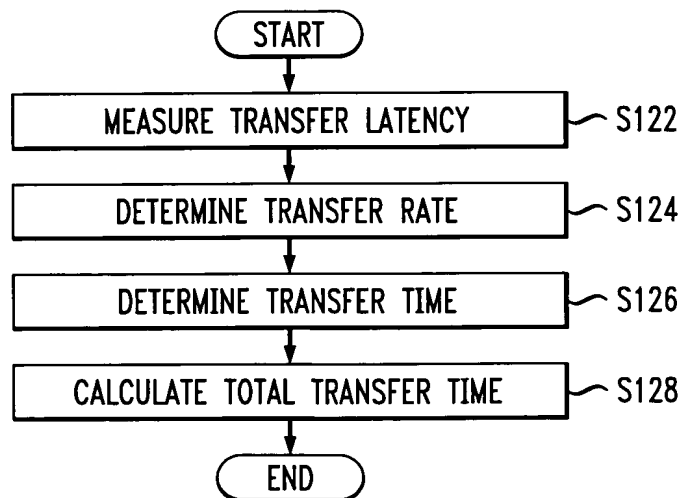 START
MEASURE TRANSFER LATENCY
S122
DETERMINE TRANSFER RATE
S124
DETERMINE TRANSFER TIME
S126
CALCULATE TOTAL TRANSFER TIME
S128
END